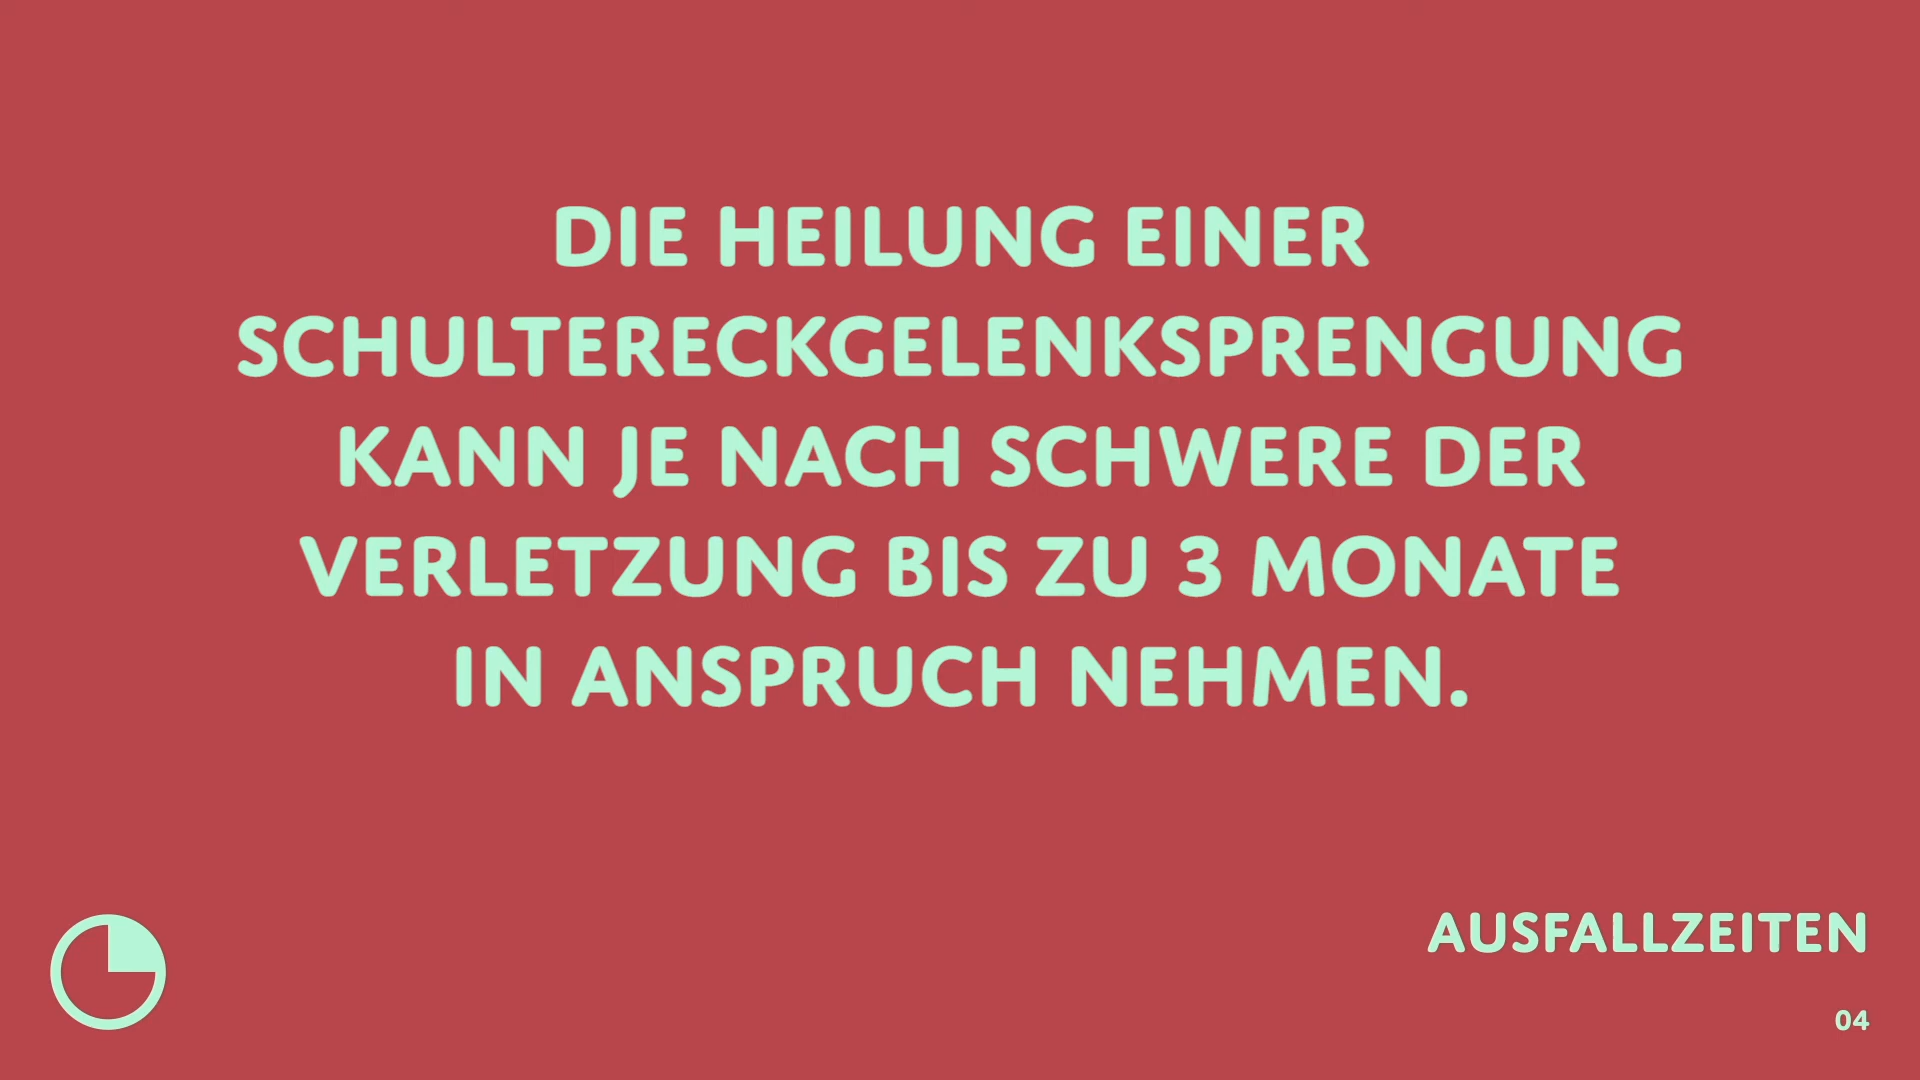 DIE HEILUNG EINER
SCHULTERECKGELENKSPRENGUNG
KANN JE NACH SCHWERE DER
VERLETZUNG BIS ZU 3 MONATE
IN ANSPRUCH NEHMEN.
AUSFALLZEITEN
04